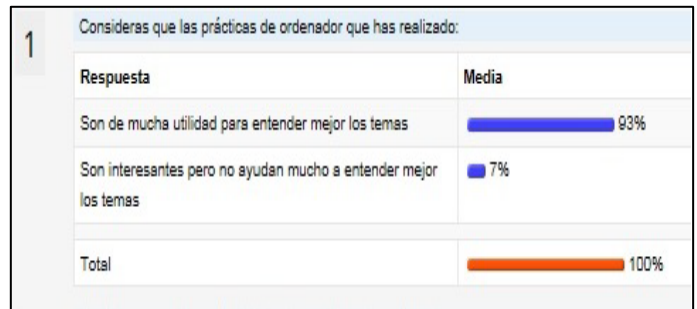 1
Consideras que las prácticas de ordenador que has realizado:
Respuesta Media
Son de mucha utilidad para entender mejor los temas 93%
Son interesantes pero no ayudan mucho a entender mejor 7%
los temas
Total 100%